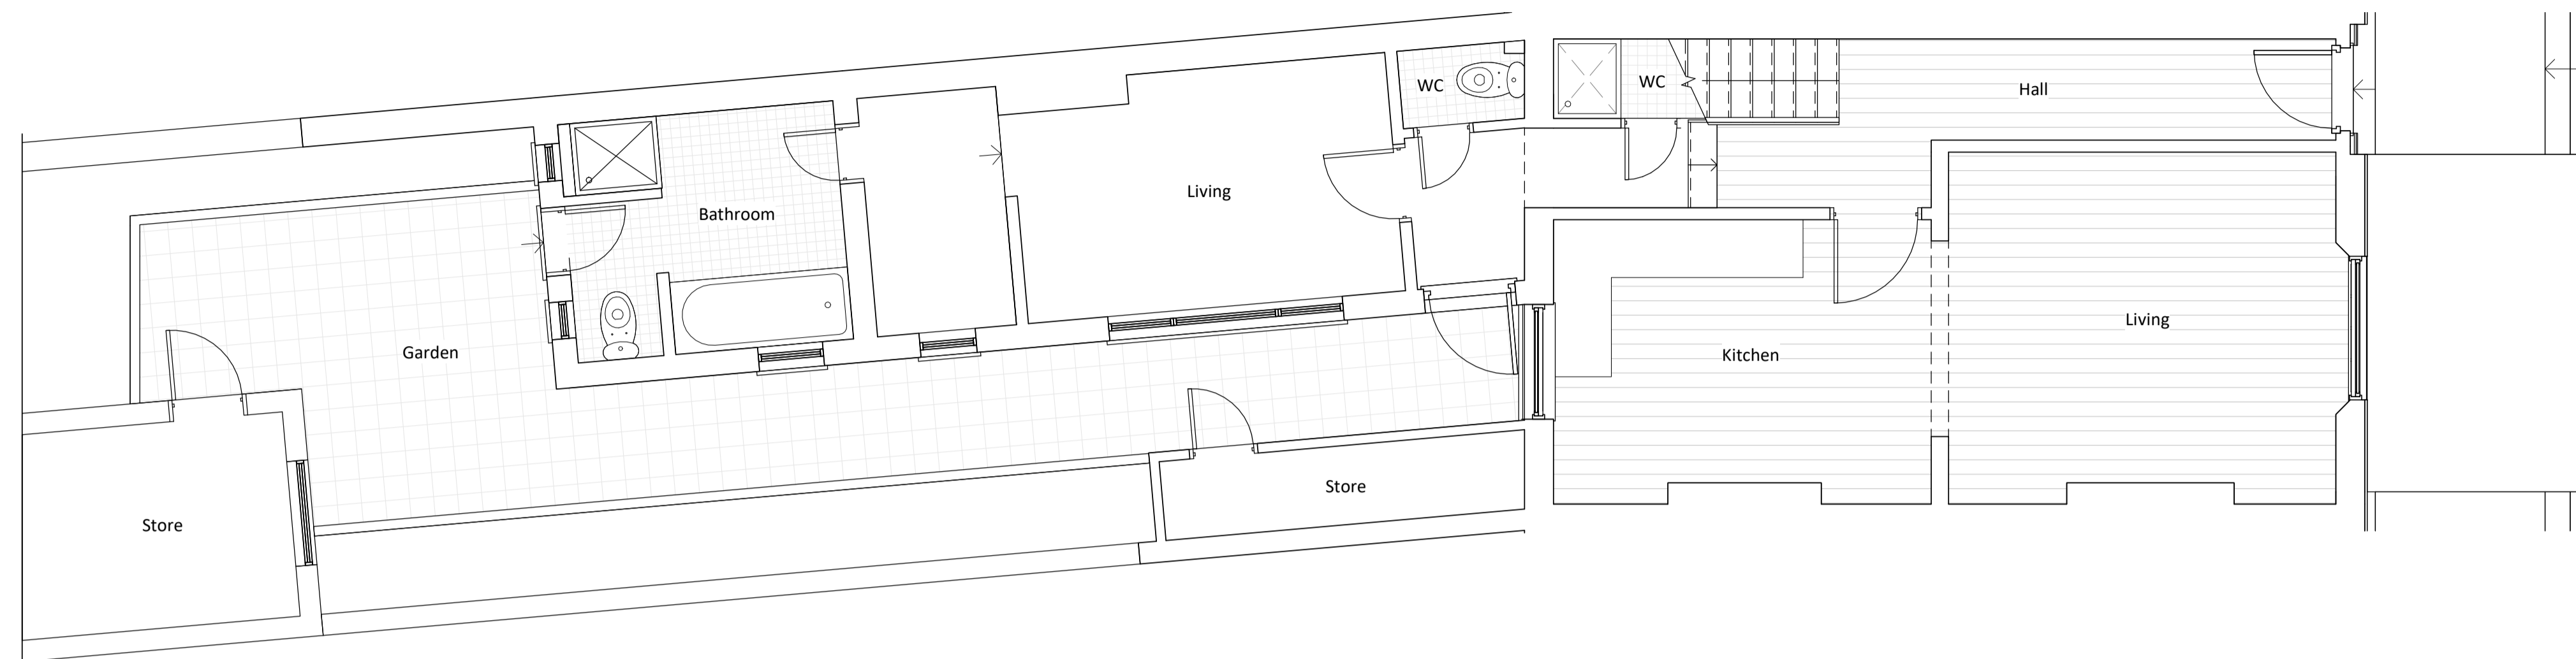 WC
WC
Hall
Living
Bathroom
Living
Garden
Kitchen
Store
Store